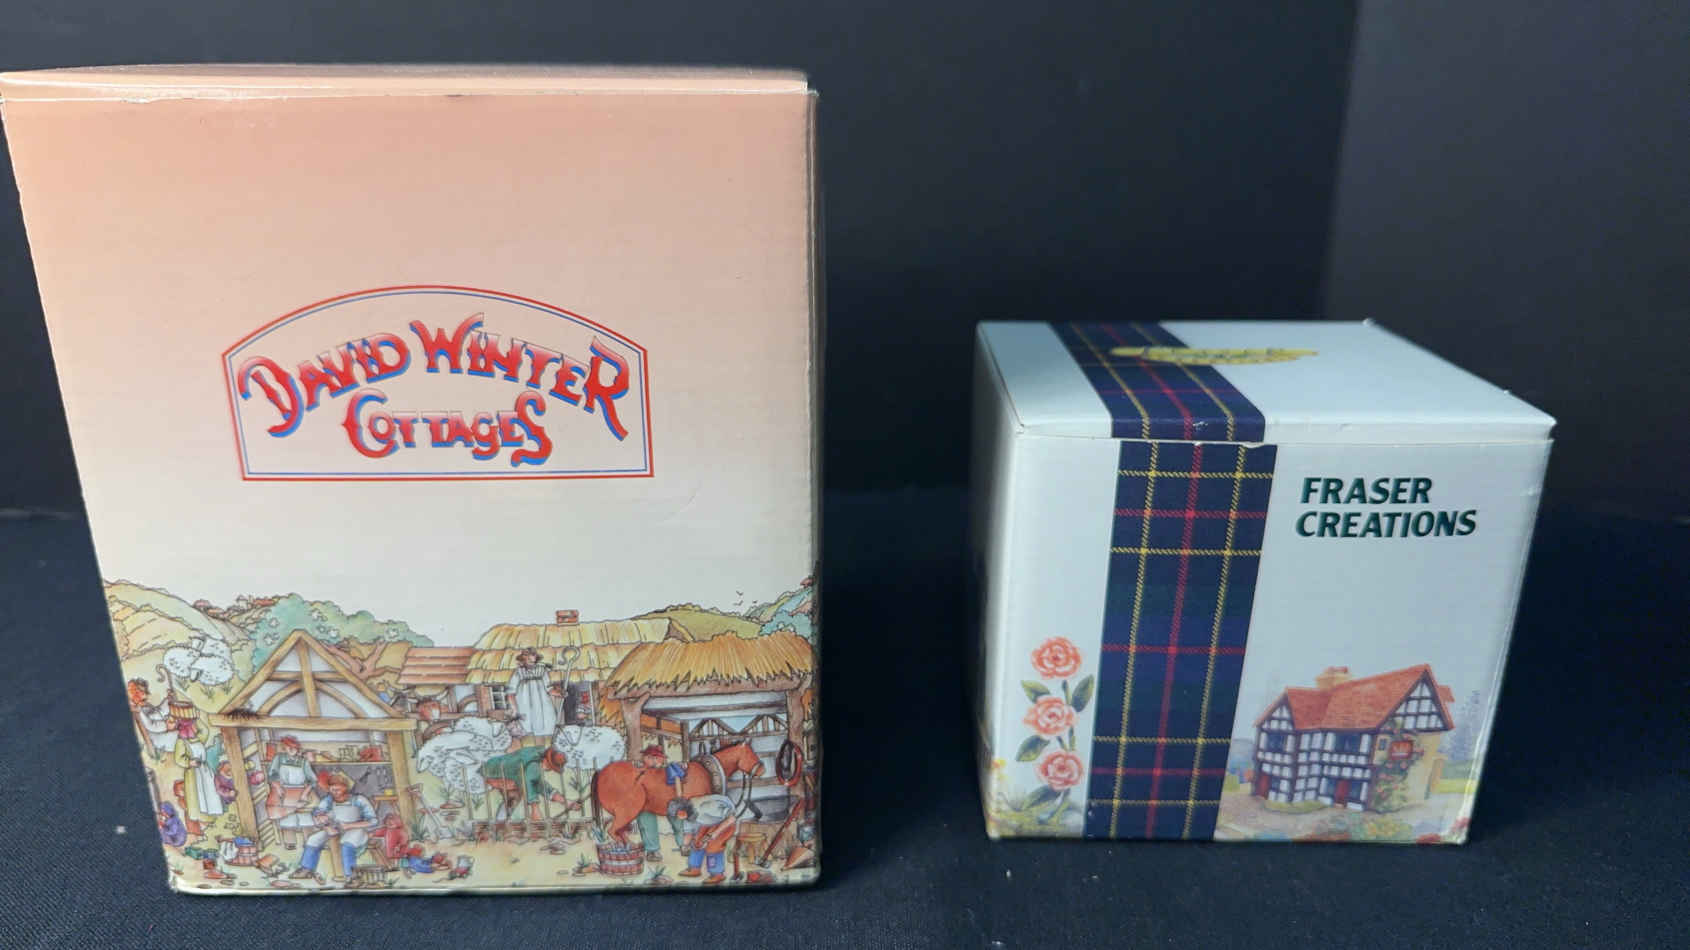 DAVID WINTER
COTTAGES
FRASER
CREATIONS